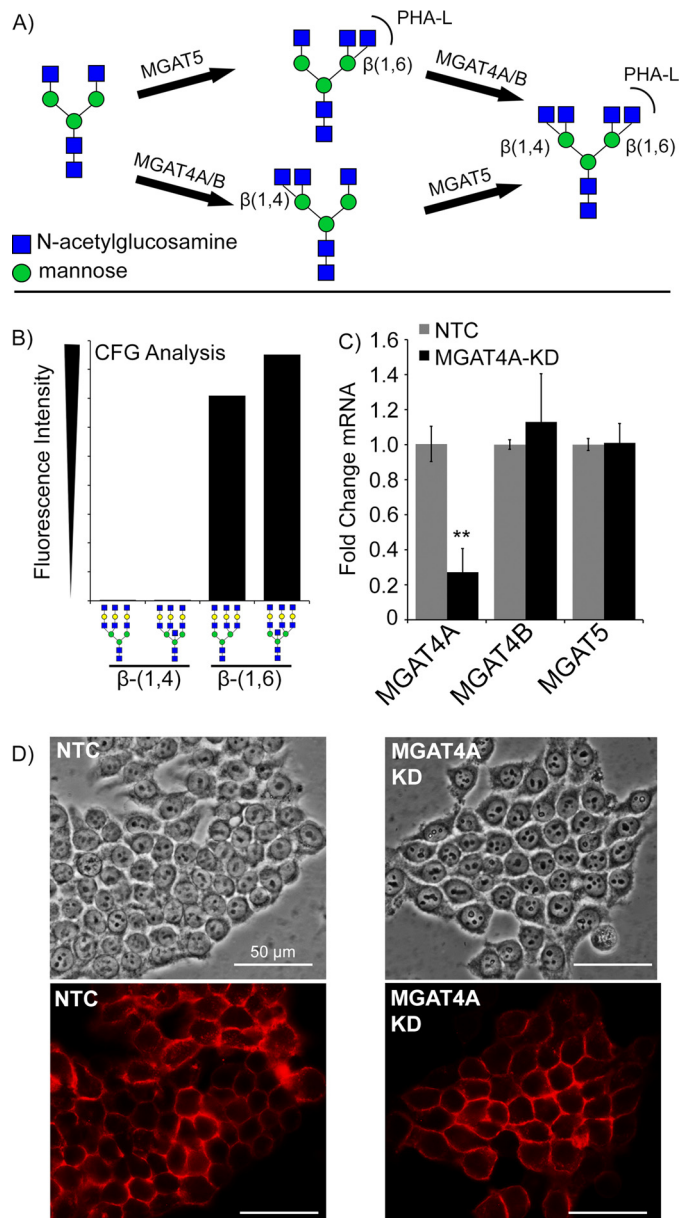 A)
MGAT5
PHA-L
β(1,6)
MGAT4A/B
PHA-L
β(1,4)
β(1,6)
MGAT4A/B
β(1,4)
MGAT5
N-acetylglucosamine
mannose
B)
CFG Analysis
Fluorescence Intensity
β-(1,4)
β-(1,6)
C)
NTC
MGAT4A-KD
Fold Change mRNA
1.6
1.4
1.2
1.0
0.8
0.6
0.4
0.2
0
**
MGAT4A
MGAT4B
MGAT5
D)
NTC
50 μm
MGAT4A
KD
NTC
MGAT4A
KD